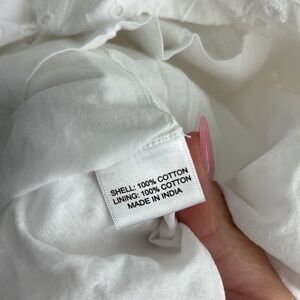 SHELL: 100% COTTON
LINING: 100% COTTON
MADE IN INDIA